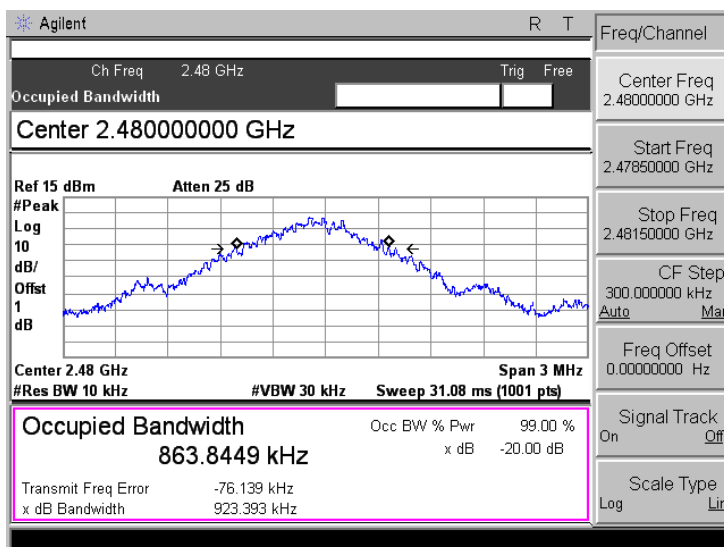 Agilent R T
Ch Freq 2.48 GHz Trig Free
Occupied Bandwidth
Center 2.480000000 GHz
Ref 15 dBm Atten 25 dB
#Peak
Log
10
dB/
Offst
1
dB
Center 2.48 GHz Span 3 MHz
#Res BW 10 kHz #VBW 30 kHz Sweep 31.08 ms (1001 pts)
Occupied Bandwidth Occ BW % Pwr 99.00 %
863.8449 kHz x dB -20.00 dB
Transmit Freq Error -76.139 kHz
x dB Bandwidth 923.393 kHz
Freq/Channel
Center Freq
2.48000000 GHz
Start Freq
2.47850000 GHz
Stop Freq
2.48150000 GHz
CF Step
300.000000 kHz
Auto Mar
Freq Offset
0.00000000 Hz
Signal Track
On Off
Scale Type
Log Lin